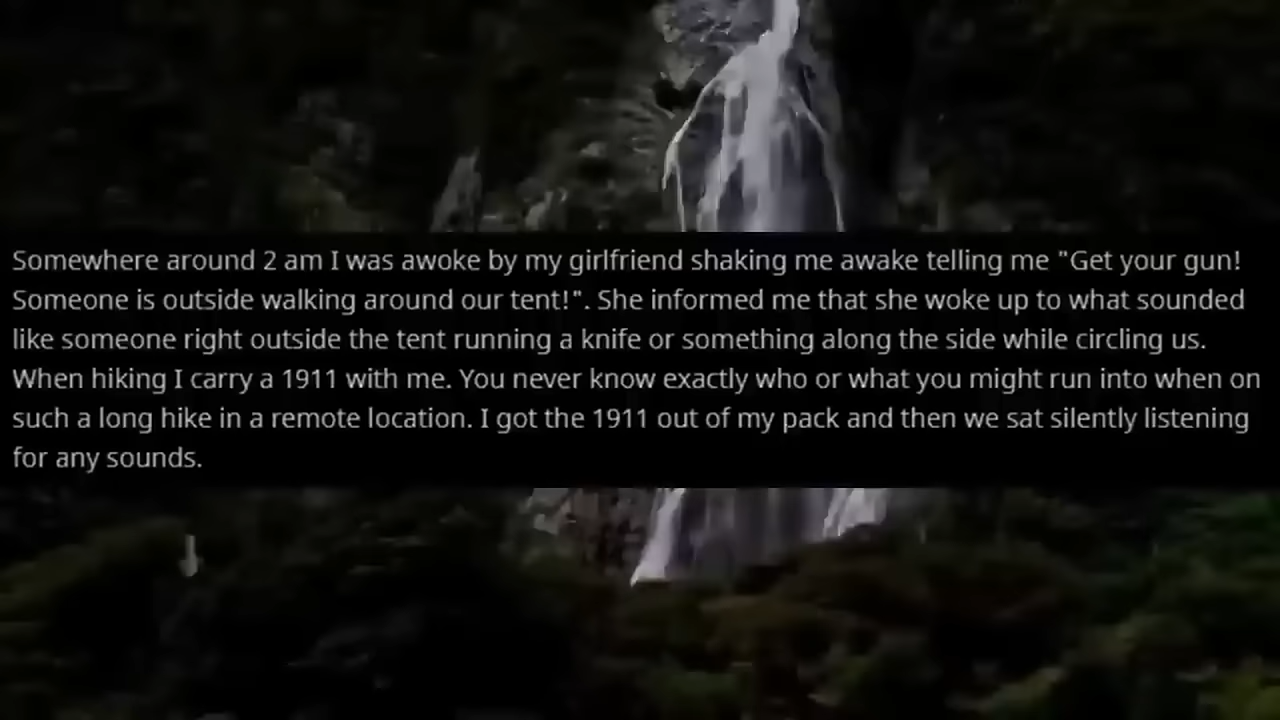 Somewhere around 2 am I was awoke by my girlfriend shaking me awake telling me "Get your gun!
Someone is outside walking around our tent!". She informed me that she woke up to what sounded
like someone right outside the tent running a knife or something along the side while circling us.
When hiking I carry a 1911 with me. You never know exactly who or what you might run into when on
such a long hike in a remote location. I got the 1911 out of my pack and then we sat silently listening
for any sounds.